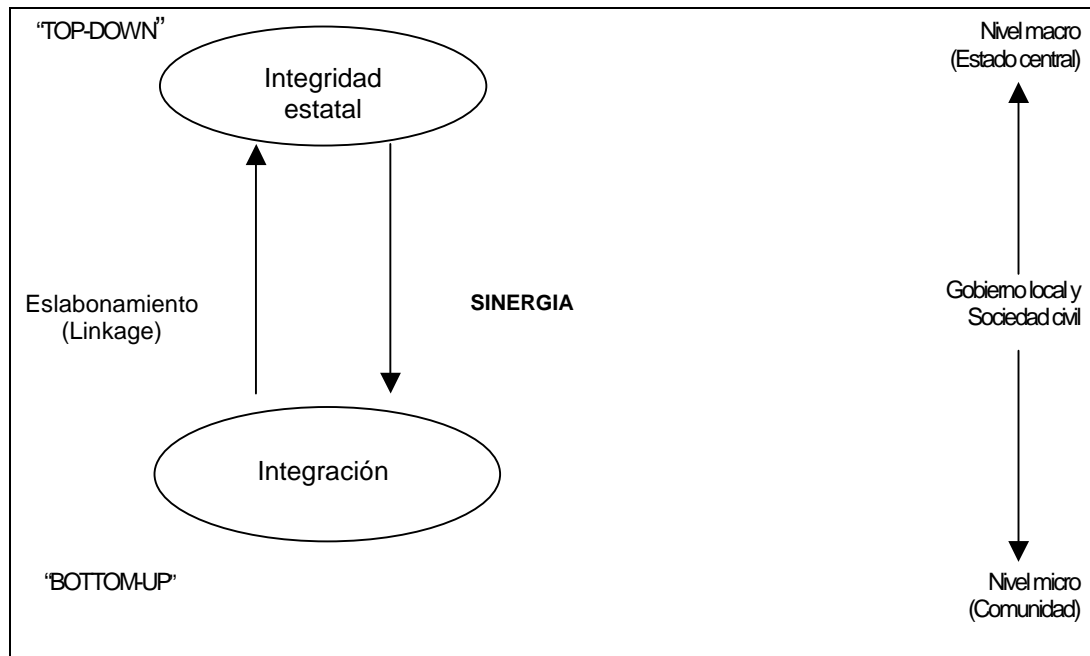 “TOP-DOWN”
Nivel macro
(Estado central)
Integridad
estatal
Eslabonamiento
(Linkage)
SINERGIA
Gobierno local y
Sociedad civil
Integración
“BOTTOM-UP”
Nivel micro
(Comunidad)